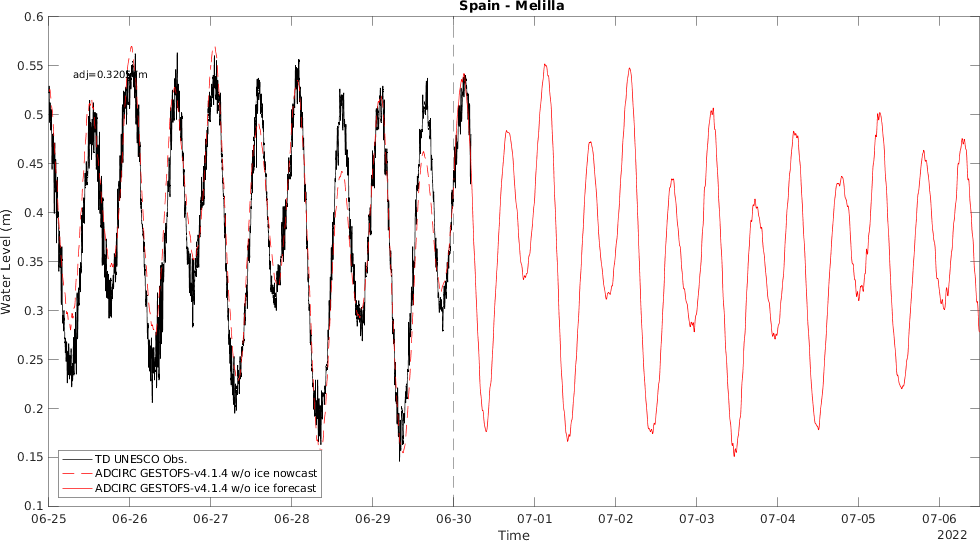 Spain - Melilla
0.6
0.55
0.5
0.45
0.4
0.35
0.3
0.25
0.2
0.15
0.1
Water Level (m)
TD UNESCO Obs.
ADCIRC GESTOFS-v4.1.4 w/o ice nowcast
ADCIRC GESTOFS-v4.1.4 w/o ice forecast
06-25 06-26 06-27 06-28 06-29 06-30 07-01 07-02 07-03 07-04 07-05 07-06
Time
2022